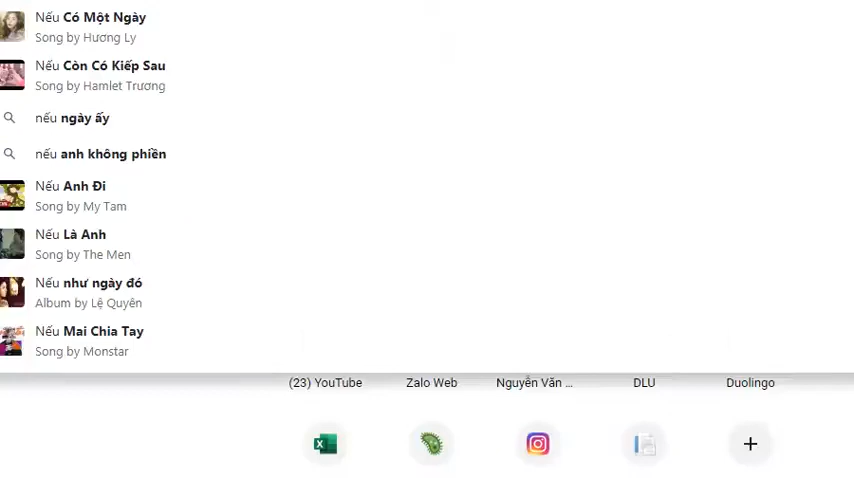 Nếu Có Một Ngày
Song by Hương Ly
Nếu Còn Có Kiếp Sau
Song by Hamlet Trương
nếu ngày ấy
nếu anh không phiền
Nếu Anh Đi
Song by My Tam
Nếu Là Anh
Song by The Men
Nếu như ngày đó
Album by Lệ Quyên
Nếu Mai Chia Tay
Song by Monstar
(23) YouTube
Zalo Web
Nguyễn Văn ...
DLU
Duolingo